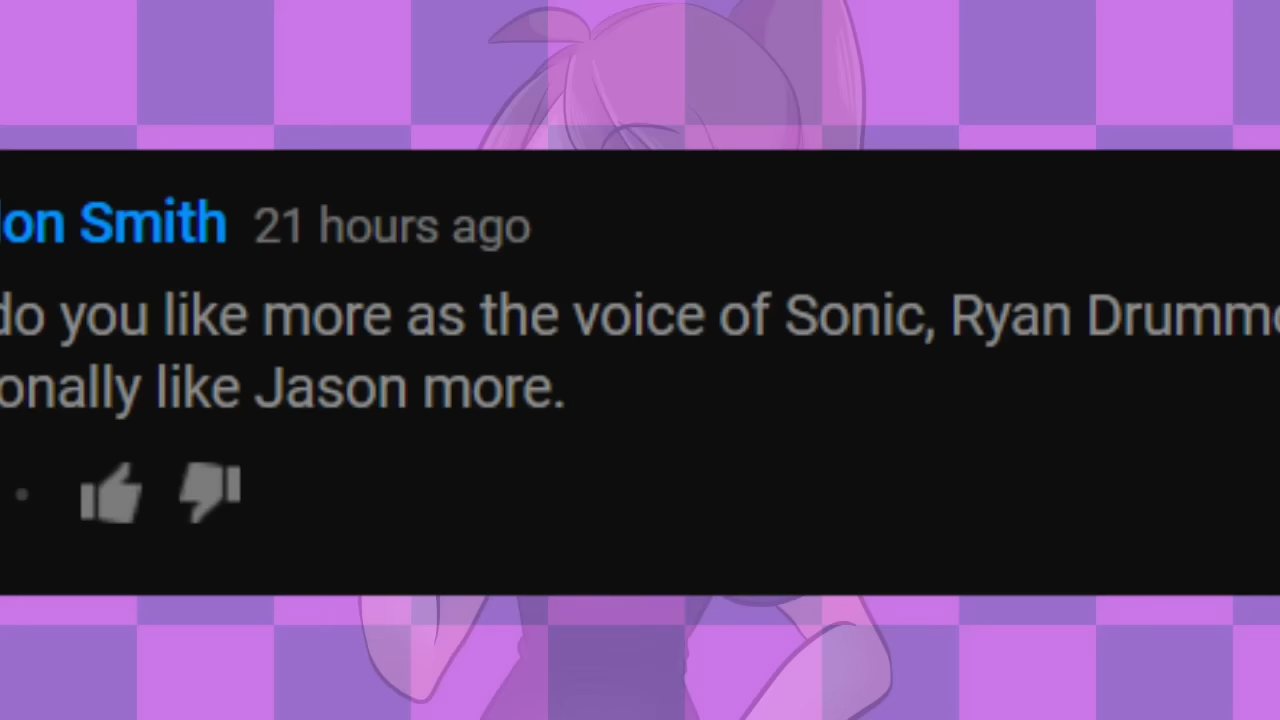 lon Smith 21 hours ago
do you like more as the voice of Sonic, Ryan Drummo
onally like Jason more.